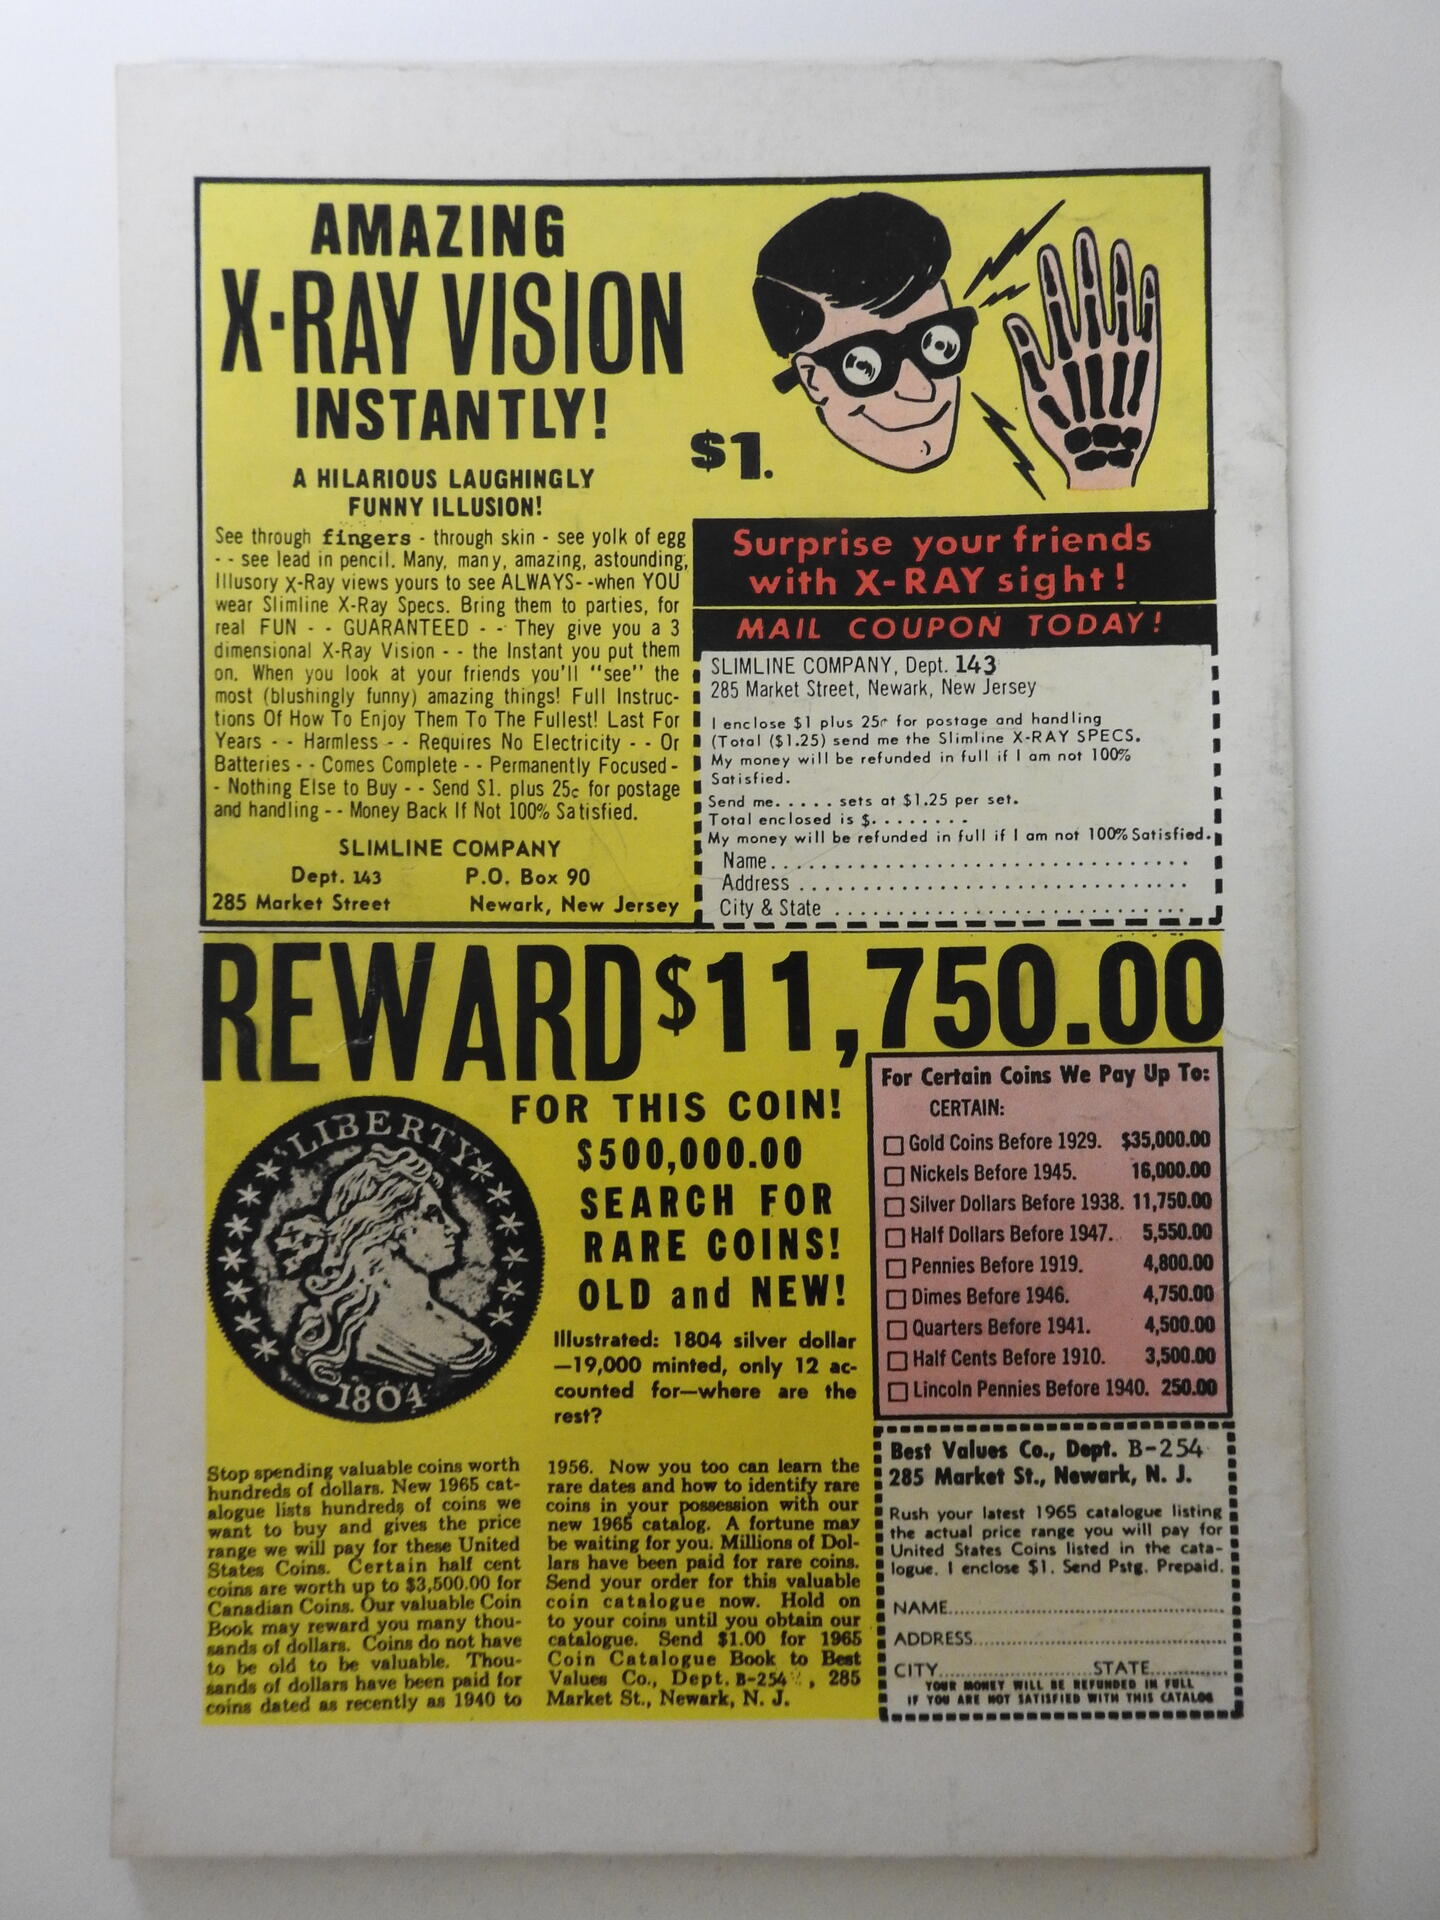 AMAZING
X-RAY VISION
INSTANTLY!
A HILARIOUS LAUGHINGLY
FUNNY ILLUSION!
See through fingers - through skin - see yolk of egg
- - see lead in pencil. Many, many, amazing, astounding,
Illusory X-Ray views yours to see ALWAYS- -when YOU
wear Slimline X-Ray Specs. Bring them to parties, for
real FUN - - GUARANTEED - - They give you a 3
dimensional X-Ray Vision - - the Instant you put them
on. When you look at your friends you'll "see" the
most (blushingly funny) amazing things! Full Instruc-
tions Of How To Enjoy Them To The Fullest! Last For
Years - - Harmless - - Requires No Electricity - - Or
Batteries - - Comes Complete - - Permanently Focused -
- Nothing Else to Buy - - Send $1. plus 25c for postage
and handling - - Money Back If Not 100% Satisfied.
SLIMLINE COMPANY
Dept. 143 P.O. Box 90
285 Market Street Newark, New Jersey
$1.
Surprise your friends
with X-RAY sight!
MAIL COUPON TODAY!
SLIMLINE COMPANY, Dept. 143
285 Market Street, Newark, New Jersey
I enclose $1 plus 25c for postage and handling
(Total ($1.25) send me the Slimline X-RAY SPECS.
My money will be refunded in full if I am not 100%
Satisfied.
Send me. . . . . sets at $1.25 per set.
Total enclosed is $. . . . . . . .
My money will be refunded in full if I am not 100% Satisfied.
Name. . . . . . . . . . . . . . . . . . . . . . . . . . . . . . . . .
Address . . . . . . . . . . . . . . . . . . . . . . . . . . . . . . .
City & State . . . . . . . . . . . . . . . . . . . . . . . . . . . .
REWARD $11,750.00
FOR THIS COIN!
$500,000.00
SEARCH FOR
RARE COINS!
OLD and NEW!
LIBERTY
1804
Illustrated: 1804 silver dollar
—19,000 minted, only 12 ac-
counted for—where are the
rest?
Stop spending valuable coins worth
hundreds of dollars. New 1965 cat-
alogue lists hundreds of coins we
want to buy and gives the price
range we will pay for these United
States Coins. Certain half cent
coins are worth up to $3,500.00 for
Canadian Coins. Our valuable Coin
Book may reward you many thou-
sands of dollars. Coins do not have
to be old to be valuable. Thou-
sands of dollars have been paid for
coins dated as recently as 1940 to
1956. Now you too can learn the
rare dates and how to identify rare
coins in your possession with our
new 1965 catalog. A fortune may
be waiting for you. Millions of Dol-
lars have been paid for rare coins.
Send your order for this valuable
coin catalogue now. Hold on
to your coins until you obtain our
catalogue. Send $1.00 for 1965
Coin Catalogue Book to Best
Values Co., Dept. B-254, 285
Market St., Newark, N. J.
For Certain Coins We Pay Up To:
CERTAIN:
Gold Coins Before 1929. $35,000.00
Nickels Before 1945. 16,000.00
Silver Dollars Before 1938. 11,750.00
Half Dollars Before 1947. 5,550.00
Pennies Before 1919. 4,800.00
Dimes Before 1946. 4,750.00
Quarters Before 1941. 4,500.00
Half Cents Before 1910. 3,500.00
Lincoln Pennies Before 1940. 250.00
Best Values Co., Dept. B-254
285 Market St., Newark, N. J.
Rush your latest 1965 catalogue listing
the actual price range you will pay for
United States Coins listed in the cata-
logue. I enclose $1. Send Pstg. Prepaid.
NAME........................................
ADDRESS....................................
CITY......................STATE...........
YOUR MONEY WILL BE REFUNDED IN FULL
IF YOU ARE NOT SATISFIED WITH THIS CATALOG